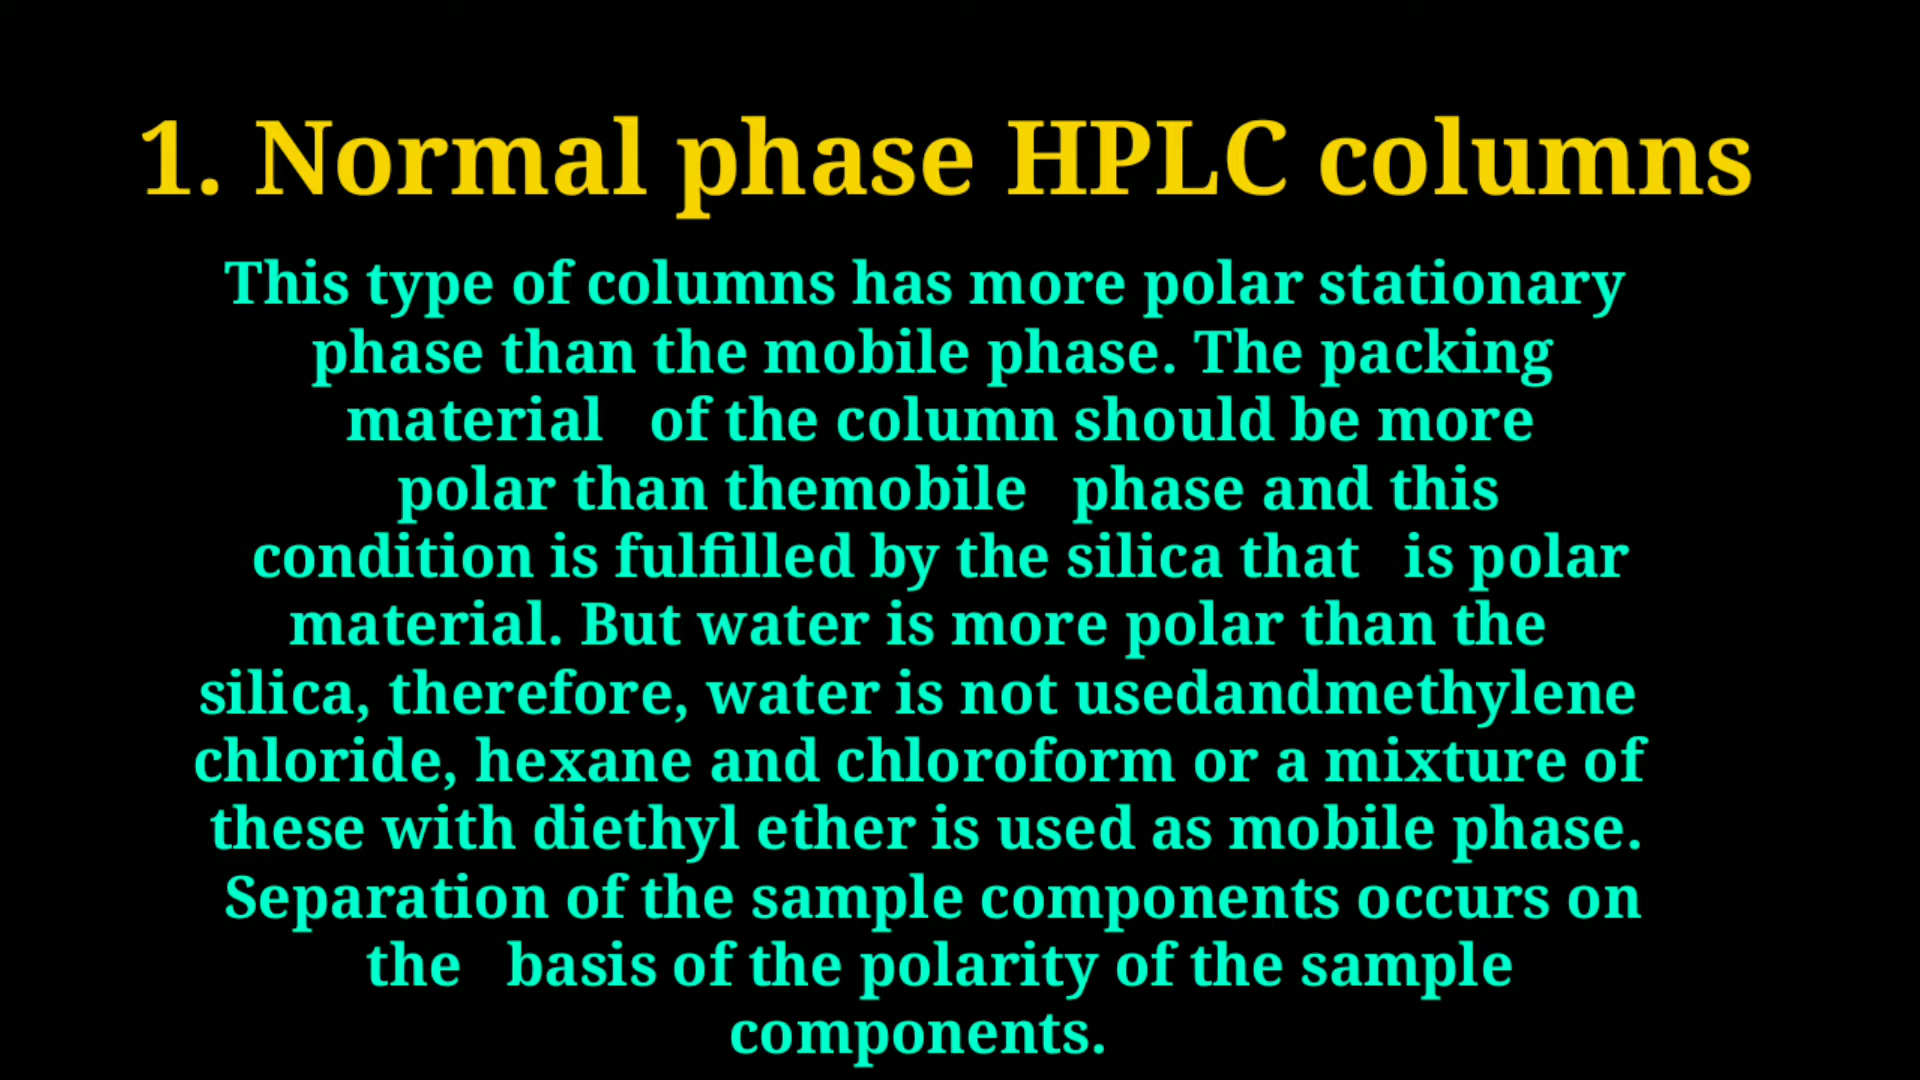 1. Normal phase HPLC columns
This type of columns has more polar stationary
phase than the mobile phase. The packing
material   of the column should be more
polar than themobile   phase and this
condition is fulfilled by the silica that   is polar
material. But water is more polar than the
silica, therefore, water is not usedandmethylene
chloride, hexane and chloroform or a mixture of
these with diethyl ether is used as mobile phase.
Separation of the sample components occurs on
the   basis of the polarity of the sample
components.